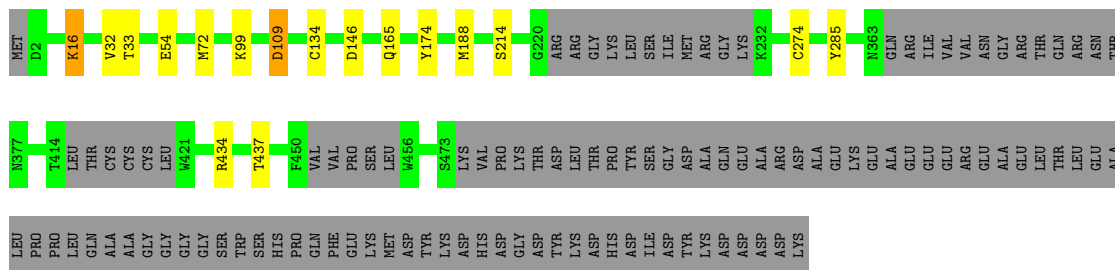 MET D2 K16 V32 T33 E54 M72 K99 D109 C134 D146 Q165 Y174 M188 S214 G220 ARG ARG GLY LYS LEU SER ILE MET ARG GLY LYS K232 C274 Y285 N363 GLN ARG ILE VAL VAL ASN GLY ARG THR GLN ARG ASN THR
N377 T414 LEU THR CYS CYS CYS LEU W421 R434 T437 F450 VAL VAL PRO SER LEU W456 S473 LYS VAL PRO LYS THR ASP LEU THR PRO TYR SER GLY ASP ALA GLN GLU ALA ARG ASP ALA GLU LYS GLU ALA GLU GLU GLU ARG GLU ALA GLU LEU THR LEU GLU ALA
LEU PRO PRO LEU GLN ALA ALA GLY GLY GLY GLY SER TRP SER HIS PRO GLN PHE GLU LYS MET ASP TYR LYS ASP HIS ASP GLY ASP TYR LYS ASP HIS ASP ILE ASP TYR LYS ASP ASP ASP ASP LYS